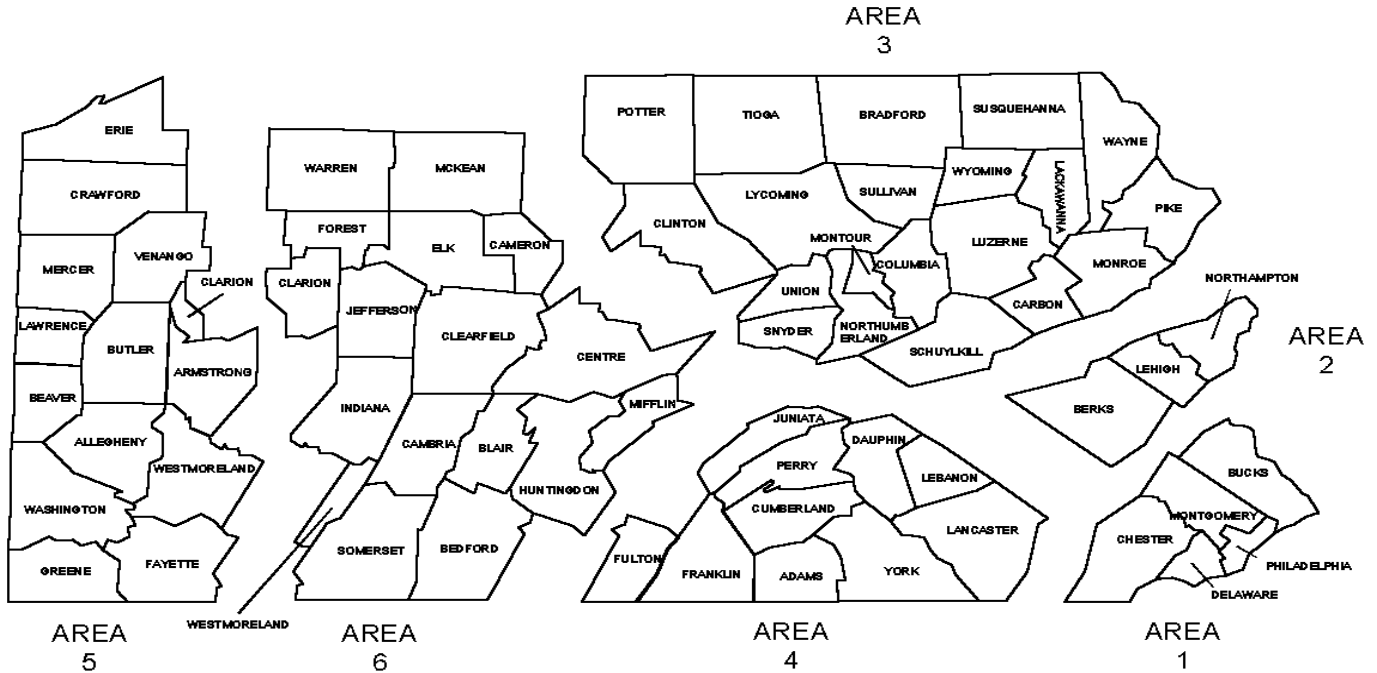 AREA
3
POTTER
TIOGA
BRADFORD
SUSQUEHANNA
WAYNE
WYOMING
LACKAWANNA
PIKE
LYCOMING
SULLIVAN
CLINTON
MONTOUR
COLUMBIA
LUZERNE
MONROE
UNION
CARBON
SNYDER
NORTHUMB
ERLAND
SCHUYLKILL
ERIE
CRAWFORD
VENANGO
MERCER
CLARION
LAWRENCE
BUTLER
ARMSTRONG
BEAVER
ALLEGHENY
WESTMORELAND
WASHINGTON
GREENE
FAYETTE
AREA
5
WARREN
MCKEAN
FOREST
ELK
CAMERON
CLARION
JEFFERSON
CLEARFIELD
CENTRE
INDIANA
MIFFLIN
CAMBRIA
BLAIR
HUNTINGDON
SOMERSET
BEDFORD
WESTMORELAND
AREA
6
JUNIATA
DAUPHIN
PERRY
LEBANON
CUMBERLAND
LANCASTER
FULTON
FRANKLIN
ADAMS
YORK
AREA
4
NORTHAMPTON
LEHIGH
BERKS
AREA
2
BUCKS
MONTGOMERY
CHESTER
PHILADELPHIA
DELAWARE
AREA
1